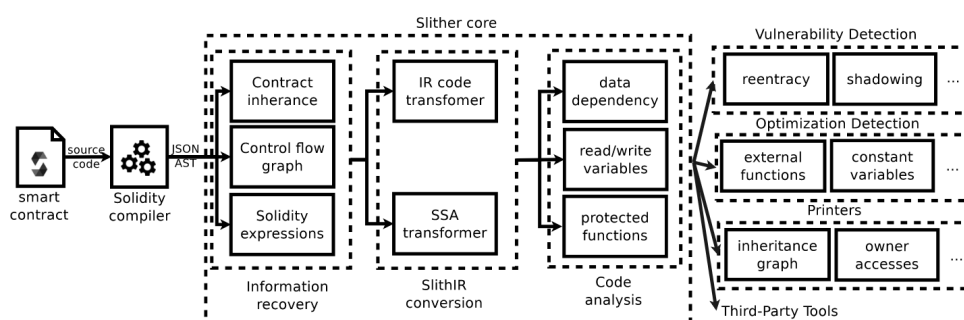 Slither core
Vulnerability Detection
reentracy
shadowing
...
Optimization Detection
external
functions
constant
variables
...
Printers
inheritance
graph
owner
accesses
...
Third-Party Tools
Contract
inherance
Control flow
graph
Solidity
expressions
Information
recovery
IR code
transfomer
SSA
transformer
SlithIR
conversion
data
dependency
read/write
variables
protected
functions
Code
analysis
source
code
JSON
AST
smart
contract
Solidity
compiler